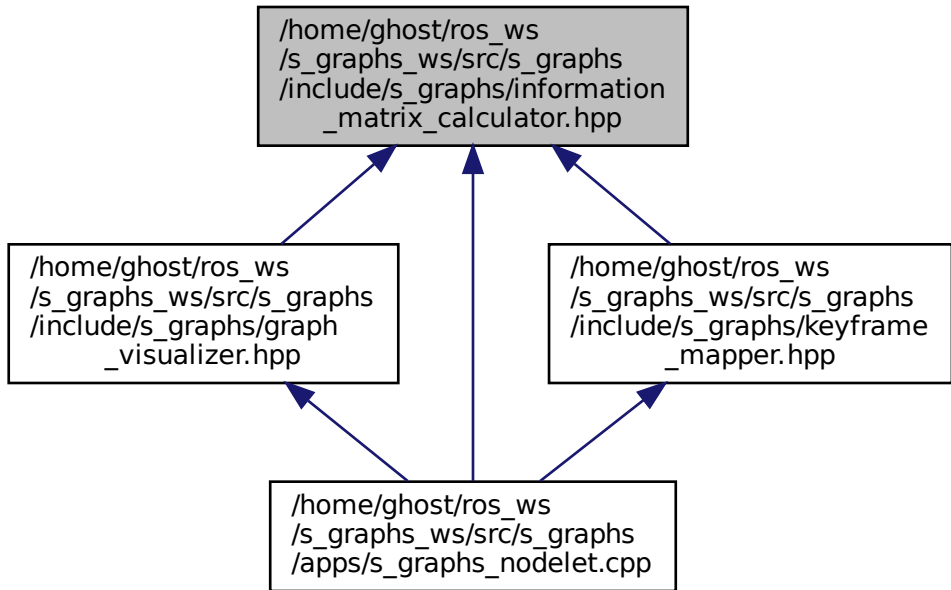 /home/ghost/ros_ws
/s_graphs_ws/src/s_graphs
/include/s_graphs/information
_matrix_calculator.hpp
/home/ghost/ros_ws
/s_graphs_ws/src/s_graphs
/include/s_graphs/graph
_visualizer.hpp
/home/ghost/ros_ws
/s_graphs_ws/src/s_graphs
/include/s_graphs/keyframe
_mapper.hpp
/home/ghost/ros_ws
/s_graphs_ws/src/s_graphs
/apps/s_graphs_nodelet.cpp